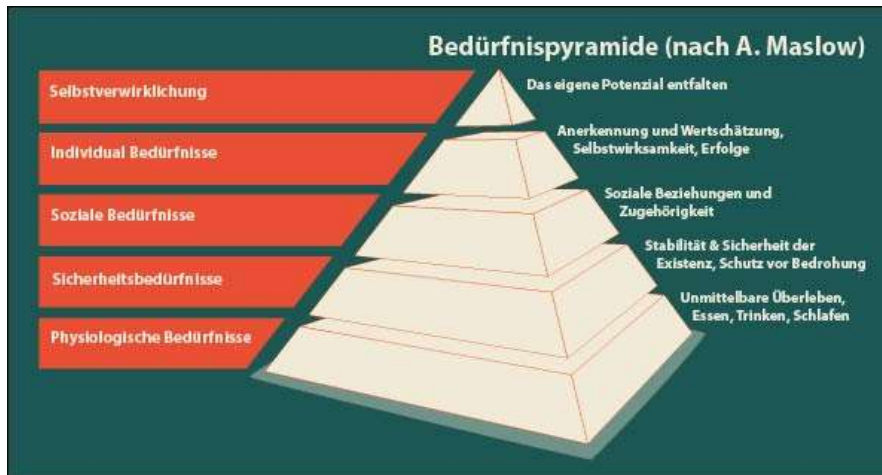 Bedürfnispyramide (nach A. Maslow)
Selbstverwirklichung
Das eigene Potenzial entfalten
Individual Bedürfnisse
Anerkennung und Wertschätzung,
Selbstwirksamkeit, Erfolge
Soziale Bedürfnisse
Soziale Beziehungen und
Zugehörigkeit
Sicherheitsbedürfnisse
Stabilität & Sicherheit der
Existenz, Schutz vor Bedrohung
Physiologische Bedürfnisse
Unmittelbare Überleben,
Essen, Trinken, Schlafen